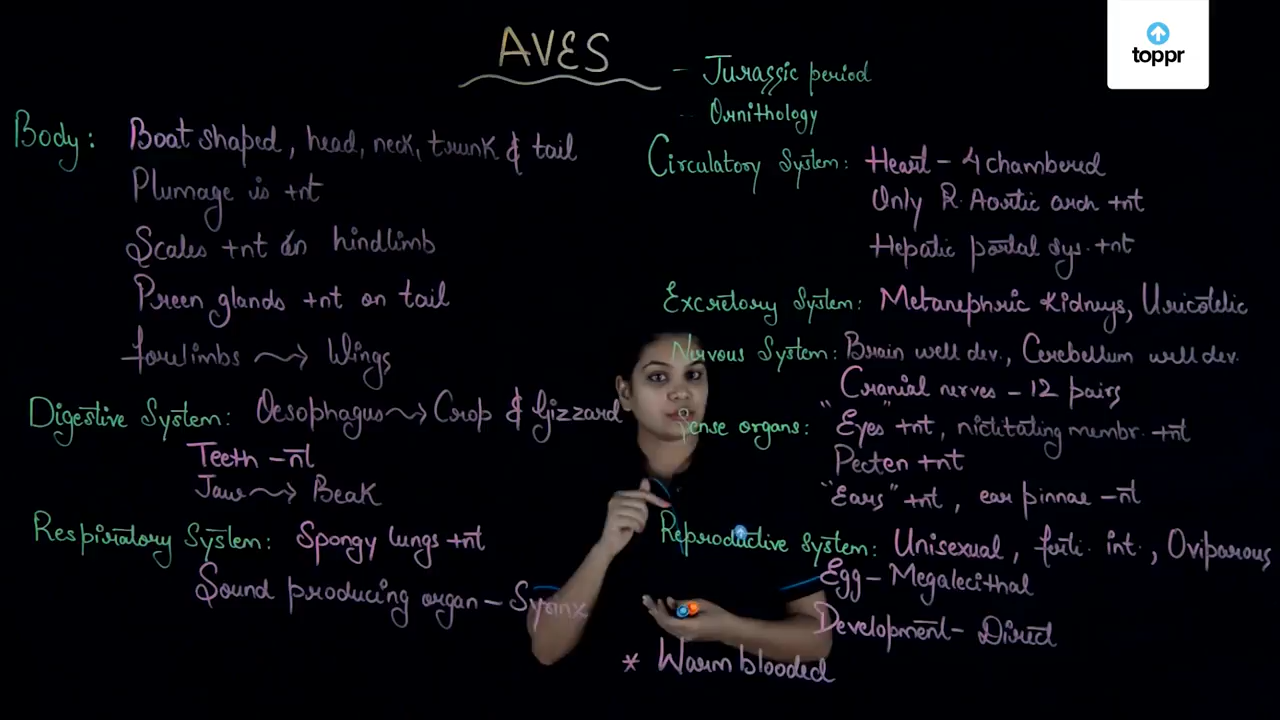 AVES
toppr
- Jurassic period
- Ornithology
Body: Boat shaped, head, neck, trunk & tail
Plumage is +nt
Scales +nt on hindlimb
Preen glands +nt on tail
forelimbs → Wings
Digestive System: Oesophagus → Crop & Gizzard
Teeth -nt
Jaw → Beak
Respiratory System: Spongy lungs +nt
Sound producing organ - Syrinx
Circulatory System: Heart - 4 chambered
Only R. Aortic arch +nt
Hepatic portal sys. +nt
Excretory System: Metanephric Kidneys, Uricotelic
Nervous System: Brain well dev., Cerebellum well dev.
Cranial nerves - 12 pairs
Sense organs: "Eyes" +nt, nictitating membr. +nt
Pecten +nt
"Ears" +nt, ear pinnae -nt
Reproductive System: Unisexual, ferti. int., Oviparous
Egg - Megalecithal
Development - Direct
* Warm blooded